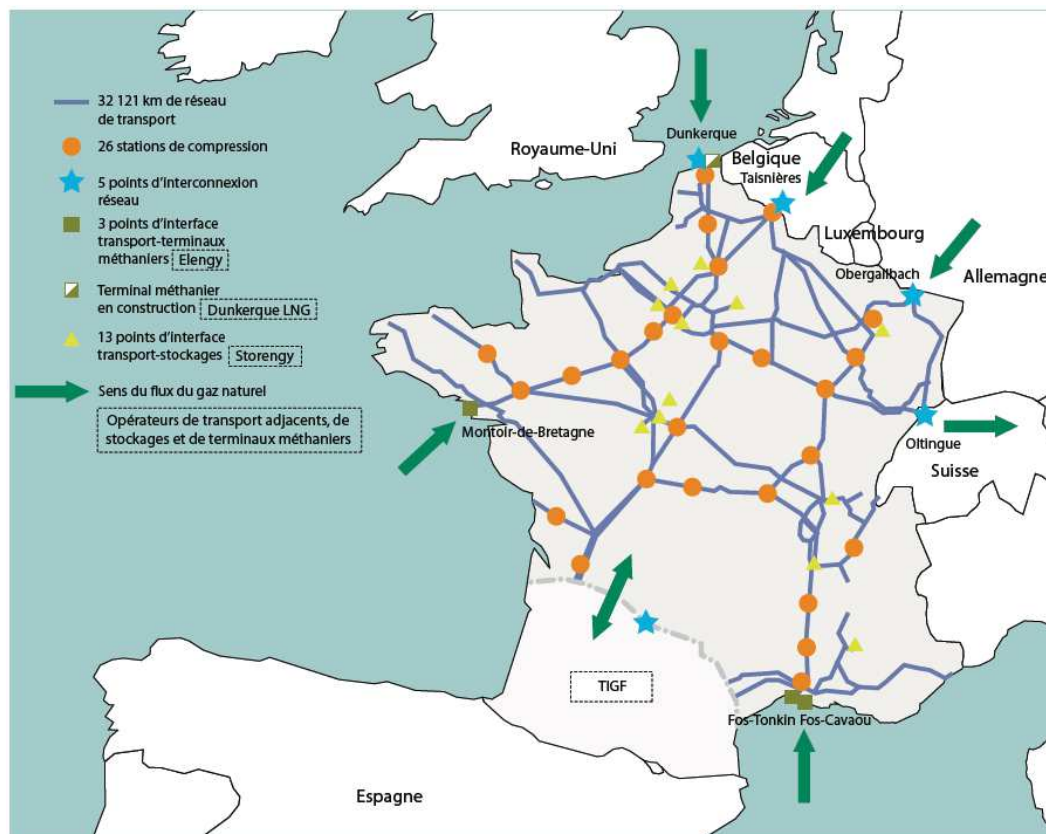 32 121 km de réseau
de transport
26 stations de compression
5 points d'interconnexion
réseau
3 points d'interface
transport-terminaux
méthaniers Elengy
Terminal méthanier
en construction Dunkerque LNG
13 points d'interface
transport-stockages Storengy
Sens du flux du gaz naturel
Opérateurs de transport adjacents, de
stockages et de terminaux méthaniers
Royaume-Uni
Dunkerque
Belgique
Taisnières
Luxembourg
Obergailbach
Allemagne
Montoir-de-Bretagne
Oltingue
Suisse
TIGF
Fos-Tonkin Fos-Cavaou
Espagne